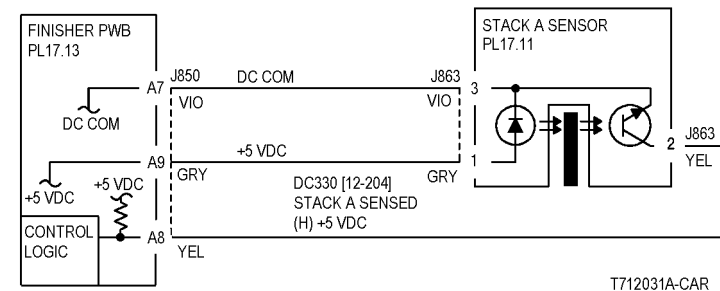 FINISHER PWB
PL17.13
STACK A SENSOR
PL17.11
A7
J850
DC COM
J863
3
VIO
VIO
DC COM
2
J863
YEL
A9
+5 VDC
1
GRY
GRY
+5 VDC
+5 VDC
DC330 [12-204]
STACK A SENSED
(H) +5 VDC
CONTROL
LOGIC
A8
YEL
T712031A-CAR